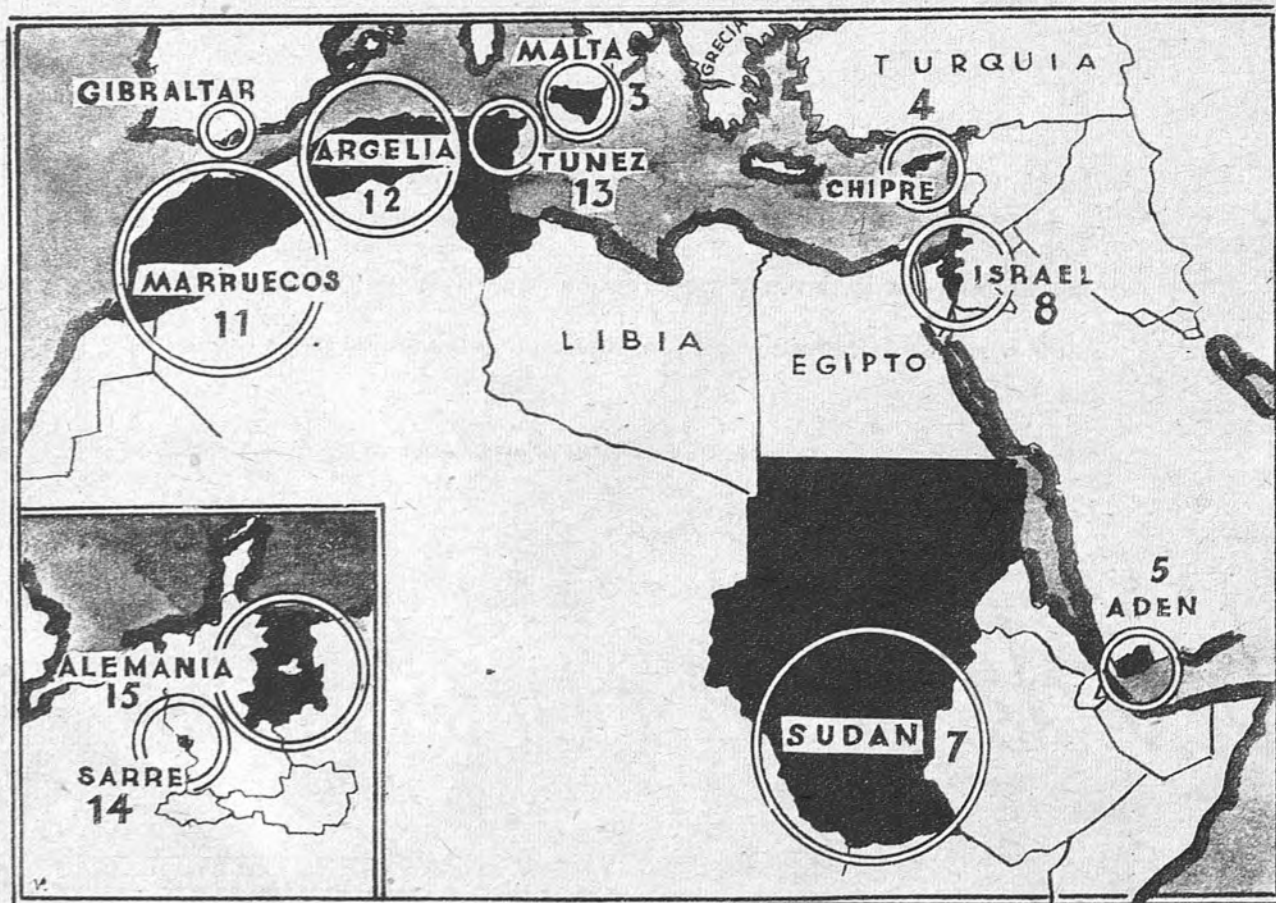 MALTA
3
GRECIA
TURQUIA
GIBRALTAR
4
ARGELIA
12
TUNEZ
13
CHIPRE
MARRUECOS
11
ISRAEL
8
LIBIA
EGIPTO
5
ADEN
ALEMANIA
15
SUDAN 7
SARRE
14